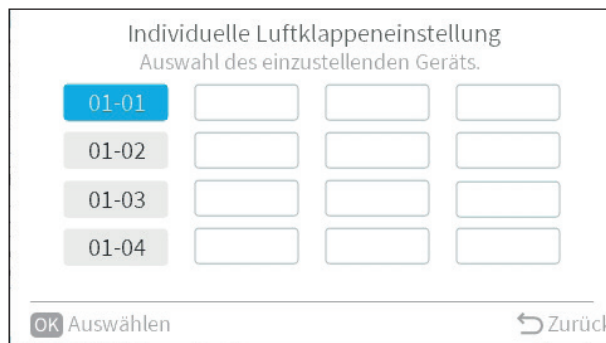 Individuelle Luftklappeneinstellung
Auswahl des einzustellenden Geräts.
01-01
01-02
01-03
01-04
OK Auswählen
Zurück